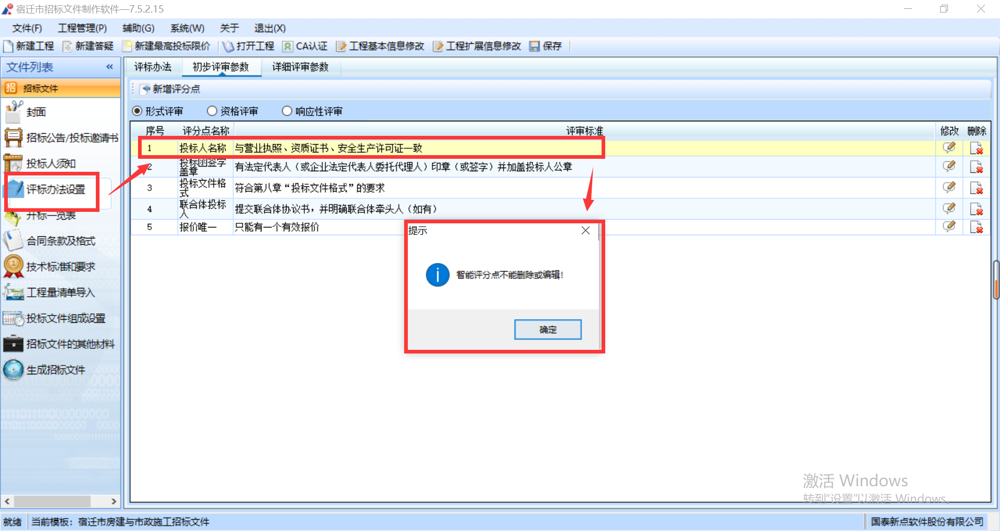 宿迁市招标文件制作软件—7.5.2.15
文件(F) 工程管理(P) 辅助(G) 系统(W) 关于 退出(X)
新建工程 新建答疑 新建最高投标限价 打开工程 CA认证 工程基本信息修改 工程扩展信息修改 保存
文件列表 «
招 招标文件
封面
招标公告/投标邀请书
投标人须知
评标办法设置
开标一览表
合同条款及格式
技术标准和要求
工程量清单导入
投标文件组成设置
招标文件的其他材料
生成招标文件
评标办法 初步评审参数 详细评审参数
新增评分点
形式评审 资格评审 响应性评审
序号 评分点名称 评审标准 修改 删除
1 投标人名称 与营业执照、资质证书、安全生产许可证一致
2 投标函签字盖章 有法定代表人（或企业法定代表人委托代理人）印章（或签字）并加盖投标人公章
3 投标文件格式 符合第八章“投标文件格式”的要求
4 联合体投标人 提交联合体协议书，并明确联合体牵头人（如有）
5 报价唯一 只能有一个有效报价
提示
智能评分点不能删除或编辑!
确定
激活 Windows
转到“设置”以激活 Windows。
就绪 当前模板：宿迁市房建与市政施工招标文件 国泰新点软件股份有限公司